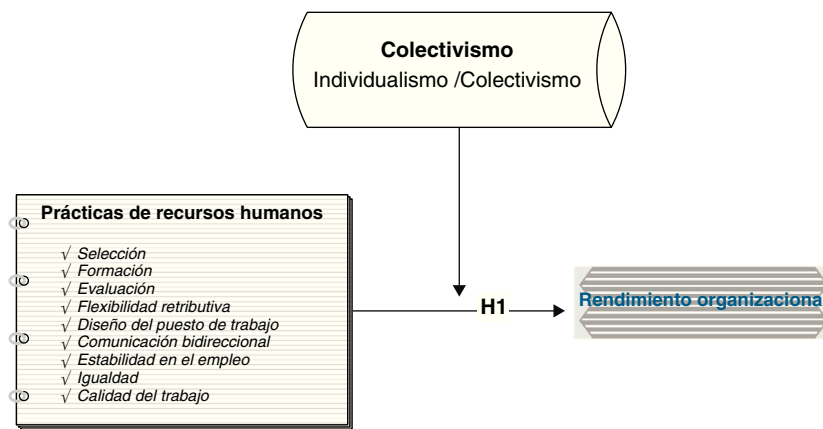 Colectivismo
Individualismo /Colectivismo
Prácticas de recursos humanos
√ Selección
√ Formación
√ Evaluación
√ Flexibilidad retributiva
√ Diseño del puesto de trabajo
√ Comunicación bidireccional
√ Estabilidad en el empleo
√ Igualdad
√ Calidad del trabajo
H1
Rendimiento organizaciona